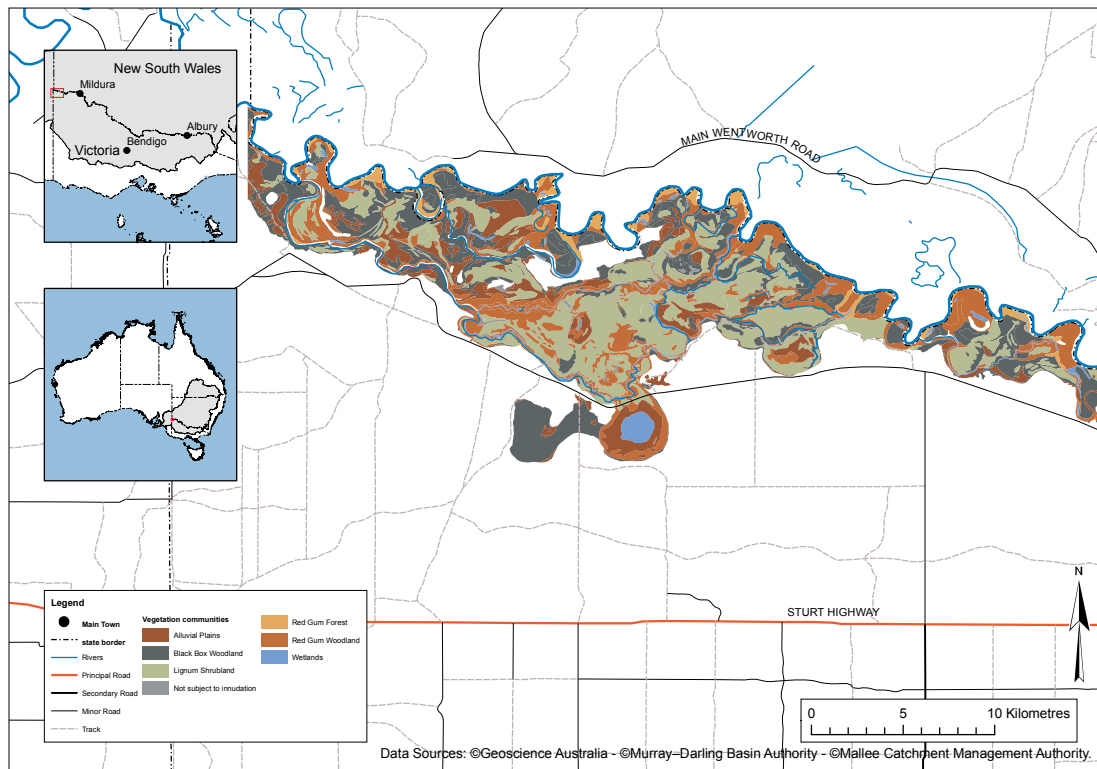 New South Wales
Mildura
Albury
Bendigo
Victoria
MAIN WENTWORTH ROAD
STURT HIGHWAY
N
Legend
Main Town
state border
Rivers
Principal Road
Secondary Road
Minor Road
Track
Vegetation communities
Alluvial Plains
Black Box Woodland
Lignum Shrubland
Not subject to innudation
Red Gum Forest
Red Gum Woodland
Wetlands
0 5 10 Kilometres
Data Sources: ©Geoscience Australia - ©Murray–Darling Basin Authority - ©Mallee Catchment Management Authority.